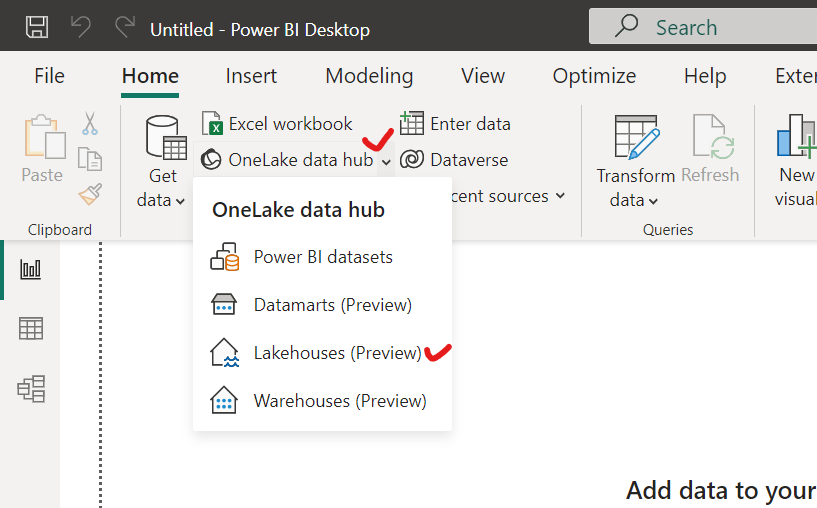 Untitled - Power BI Desktop
Search
File Home Insert Modeling View Optimize Help Exter
Paste
Clipboard
Get data
Excel workbook
OneLake data hub
Enter data
Dataverse
cent sources
Transform data
Refresh
Queries
New
visual
OneLake data hub
Power BI datasets
Datamarts (Preview)
Lakehouses (Preview)
Warehouses (Preview)
Add data to your